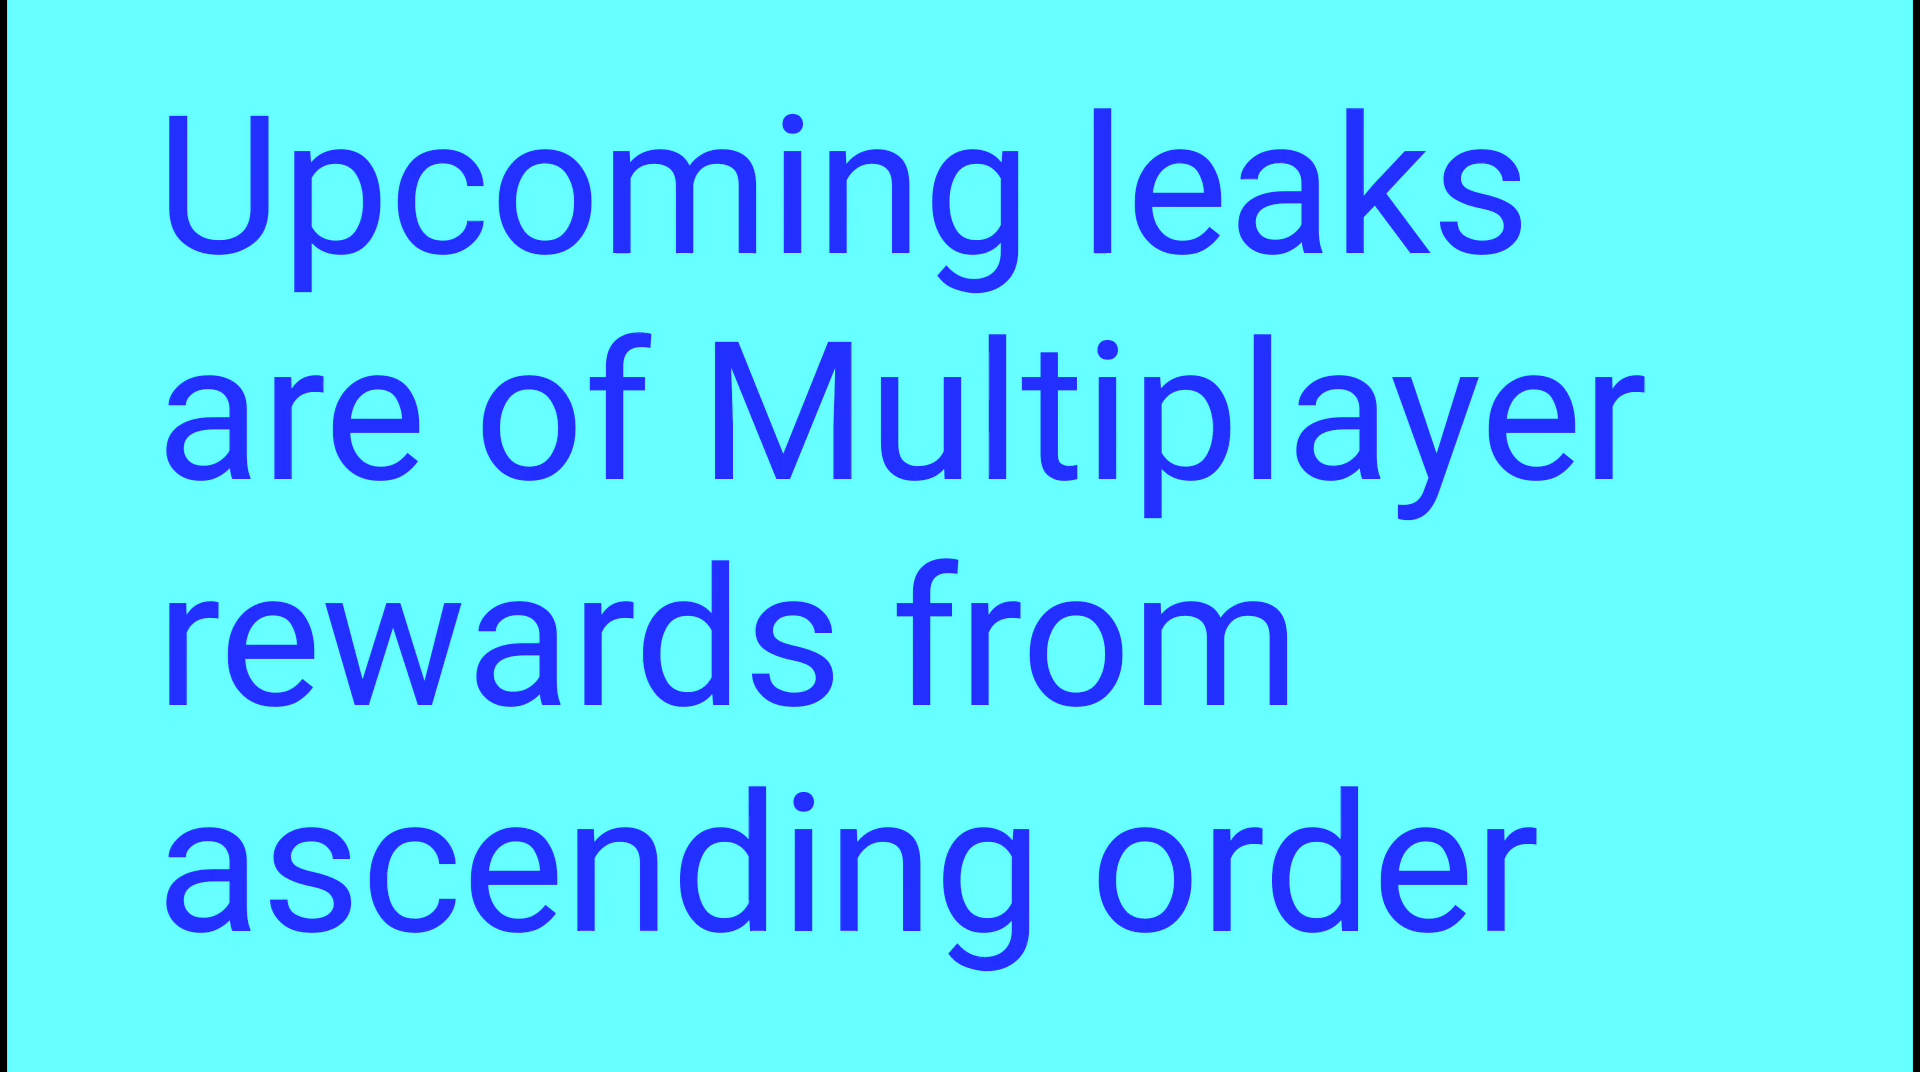 Upcoming leaks
are of Multiplayer
rewards from
ascending order